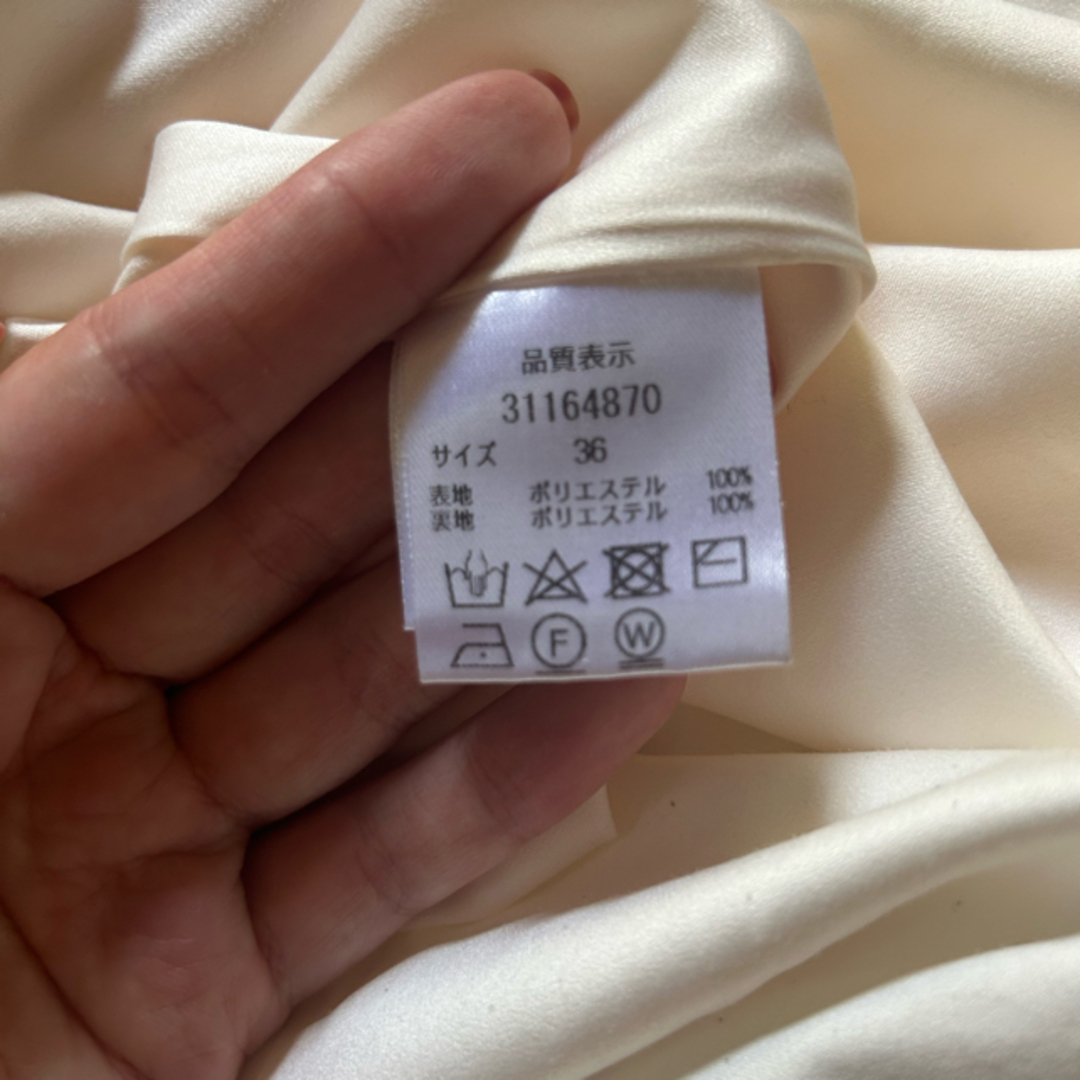 品質表示
31164870
サイズ 36
表地 ポリエステル 100%
裏地 ポリエステル 100%
F W